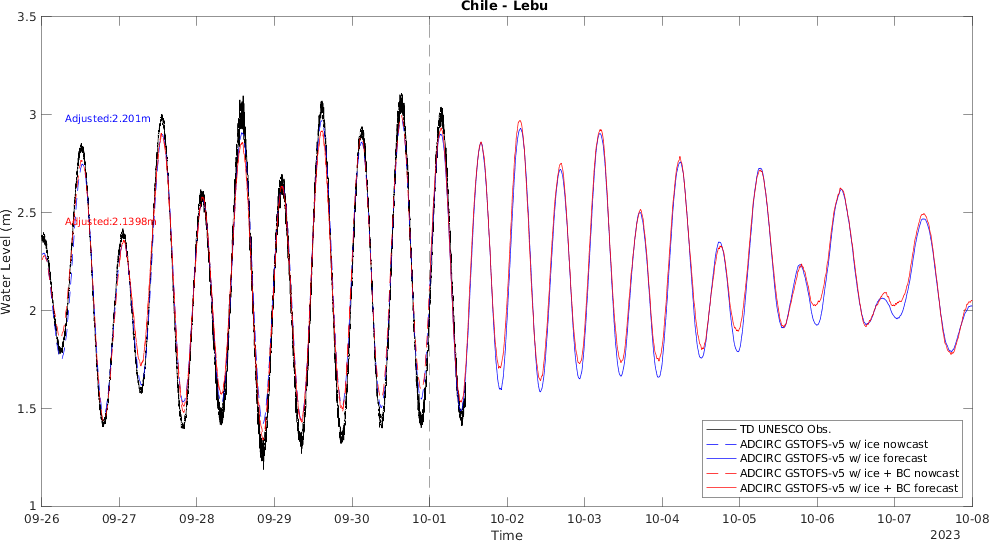 Chile - Lebu
3.5
3
2.5
2
1.5
1
Water Level (m)
Adjusted:2.201m
Adjusted:2.1398m
TD UNESCO Obs.
ADCIRC GSTOFS-v5 w/ ice nowcast
ADCIRC GSTOFS-v5 w/ ice forecast
ADCIRC GSTOFS-v5 w/ ice + BC nowcast
ADCIRC GSTOFS-v5 w/ ice + BC forecast
09-26 09-27 09-28 09-29 09-30 10-01 10-02 10-03 10-04 10-05 10-06 10-07 10-08
Time
2023